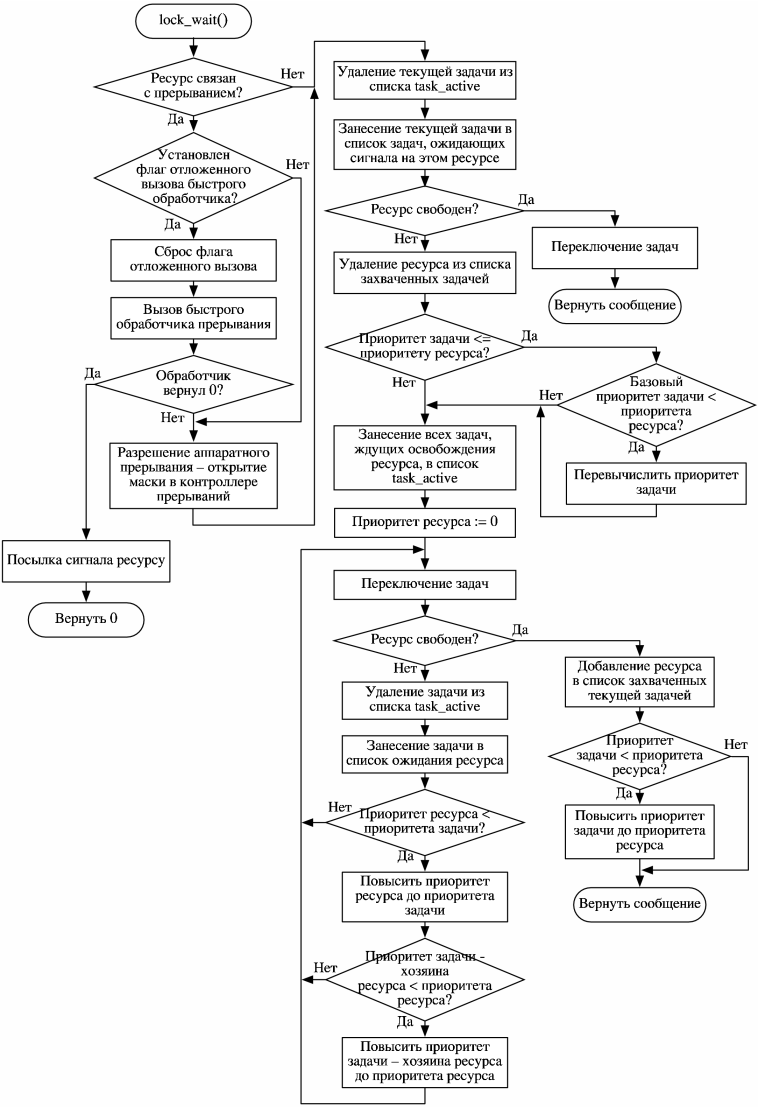 lock_wait()
Ресурс связан
с прерыванием?
Нет
Да
Установлен
флаг отложенного
вызова быстрого
обработчика?
Нет
Да
Сброс флага
отложенного вызова
Вызов быстрого
обработчика прерывания
Обработчик
вернул 0?
Да
Нет
Разрешение аппаратного
прерывания – открытие
маски в контроллере
прерываний
Посылка сигнала ресурсу
Вернуть 0
Удаление текущей задачи из
списка task_active
Занесение текущей задачи в
список задач, ожидающих
сигнала на этом ресурсе
Ресурс свободен?
Да
Нет
Переключение задач
Вернуть сообщение
Удаление ресурса из списка
захваченных задачей
Приоритет задачи <=
приоритету ресурса?
Да
Нет
Базовый
приоритет задачи <
приоритета
ресурса?
Нет
Да
Перевычислить приоритет
задачи
Занесение всех задач,
ждущих освобождения
ресурса, в список
task_active
Приоритет ресурса := 0
Переключение задач
Ресурс свободен?
Да
Нет
Добавление ресурса
в список захваченных
текущей задачей
Приоритет
задачи < приоритета
ресурса?
Нет
Да
Повысить приоритет
задачи до приоритета
ресурса
Вернуть сообщение
Удаление задачи из
списка task_active
Занесение задачи в
список ожидания ресурса
Приоритет ресурса <
приоритета задачи?
Нет
Да
Повысить приоритет
ресурса до приоритета
задачи
Приоритет задачи -
хозяина
ресурса < приоритета
ресурса?
Нет
Да
Повысить приоритет
задачи – хозяина ресурса
до приоритета ресурса